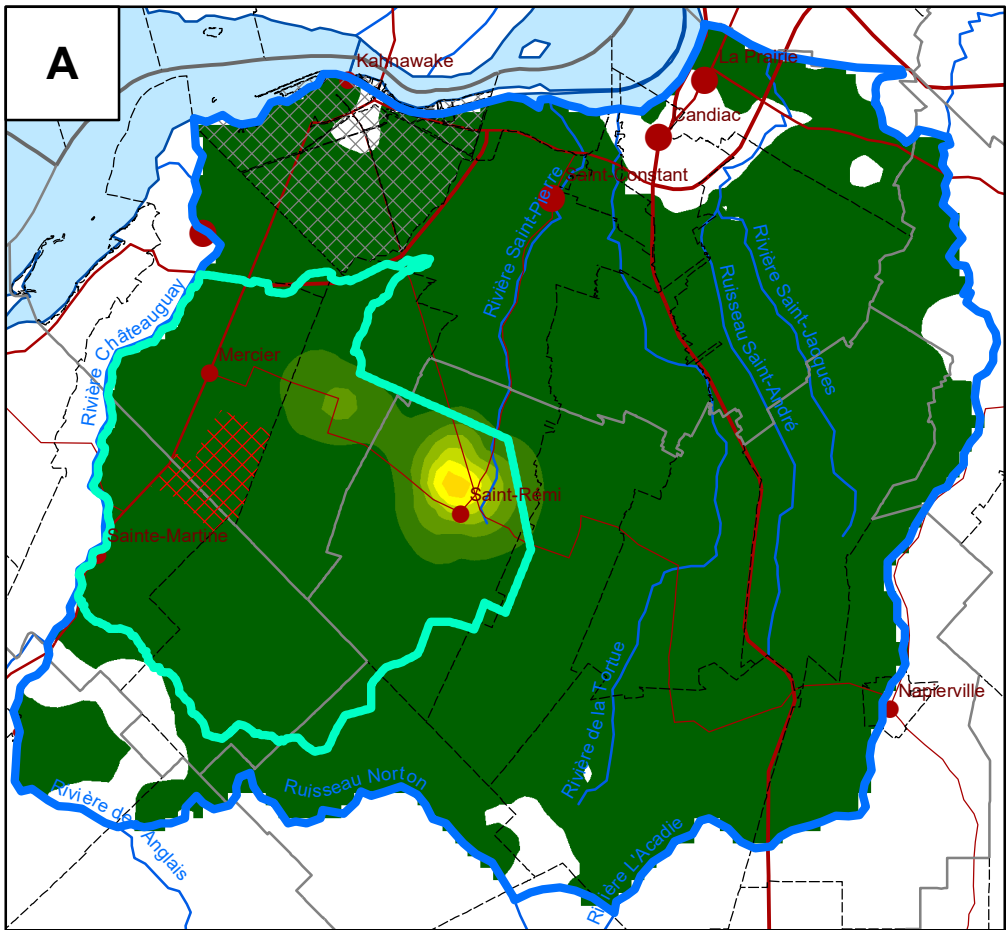 A
Kahnawake
La Prairie
Candiac
Saint-Constant
Rivière Saint-Pierre
Rivière Saint-Jacques
Ruisseau Saint-André
Rivière Châteauguay
Mercier
Saint-Rémi
Sainte-Martine
Rivière de la Tortue
Napierville
Ruisseau Norton
Rivière des Anglais
Rivière L'Acadie